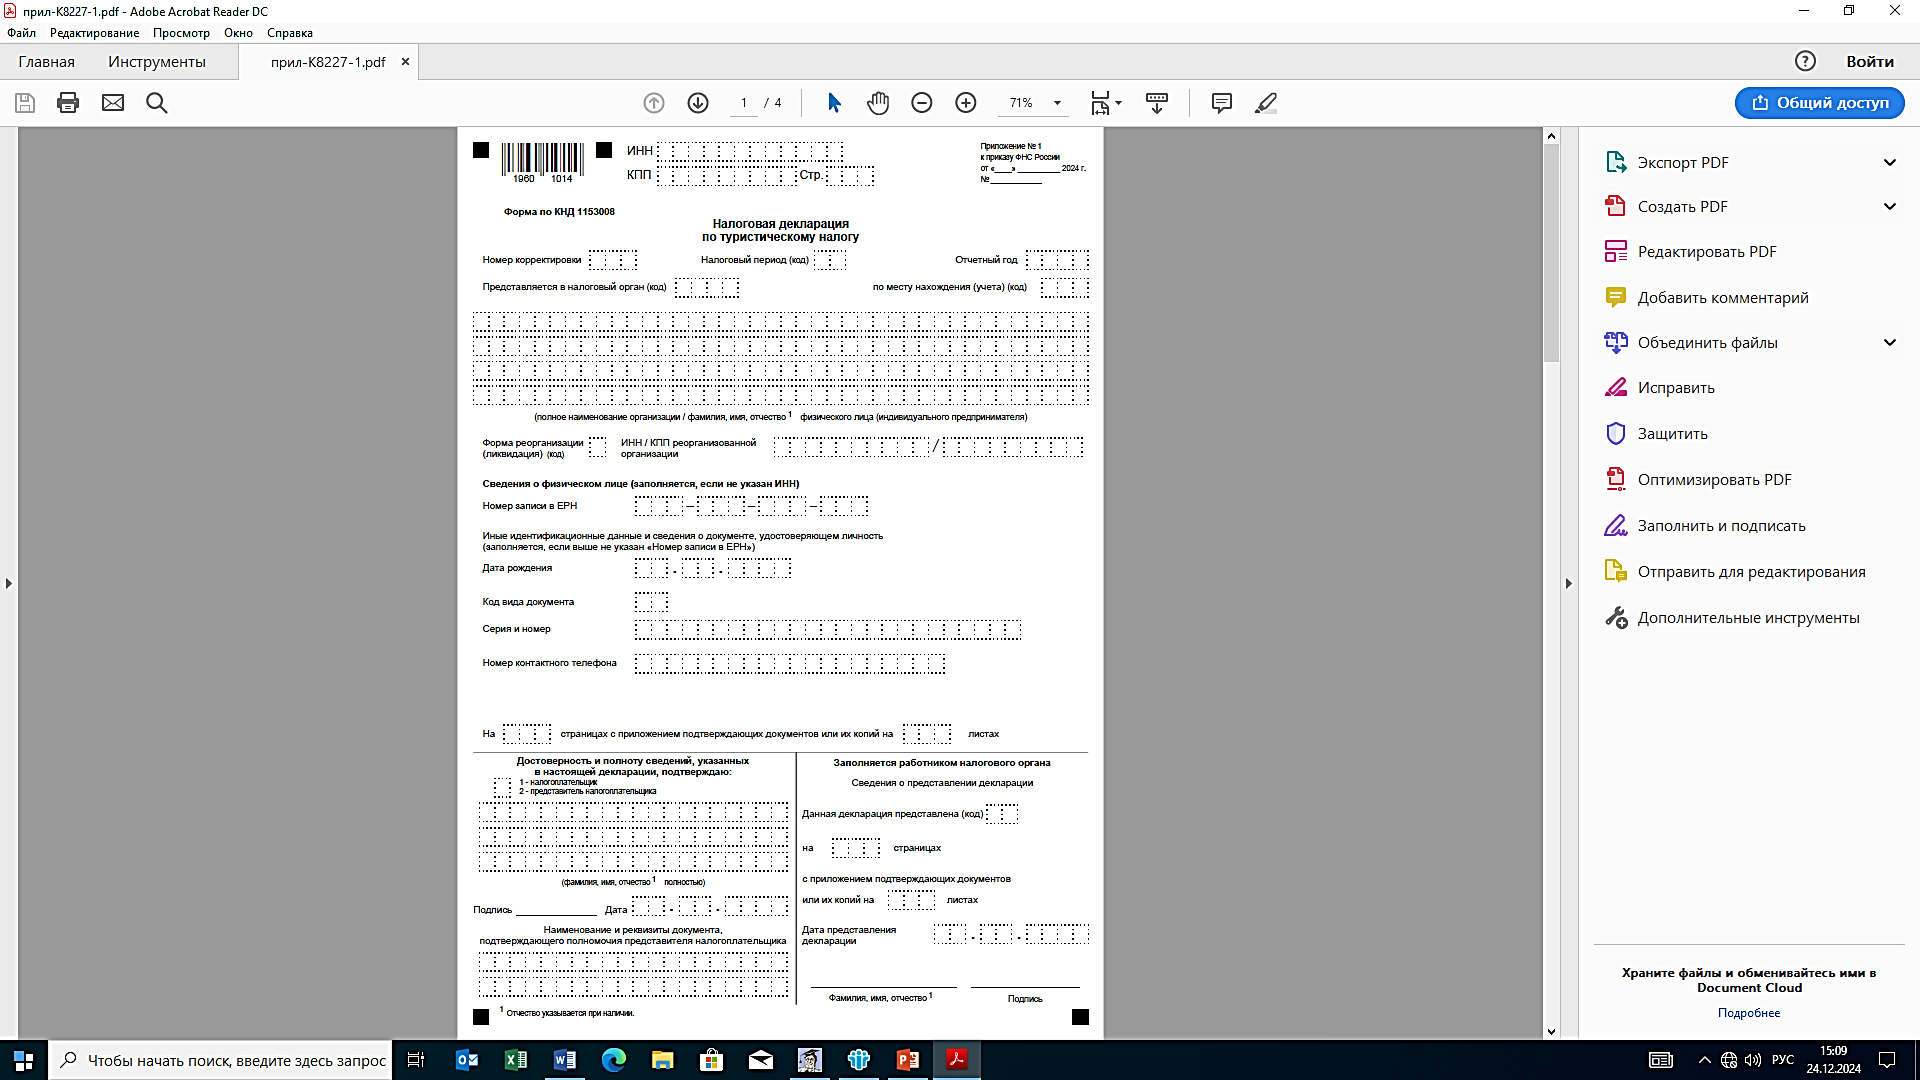 прил-К8227-1.pdf - Adobe Acrobat Reader DC
Файл Редактирование Просмотр Окно Справка
Главная Инструменты прил-К8227-1.pdf × ? Войти
1 / 4 71% Общий доступ
1960 1014
ИНН
КПП Стр.
Приложение № 1
к приказу ФНС России
от «____» __________ 2024 г.
№ ____________
Форма по КНД 1153008
Налоговая декларация
по туристическому налогу
Номер корректировки Налоговый период (код) Отчетный год
Представляется в налоговый орган (код) по месту нахождения (учета) (код)
(полное наименование организации / фамилия, имя, отчество 1 физического лица (индивидуального предпринимателя)
Форма реорганизации
(ликвидация) (код)
ИНН / КПП реорганизованной
организации
/
Сведения о физическом лице (заполняется, если не указан ИНН)
Номер записи в ЕРН – – –
Иные идентификационные данные и сведения о документе, удостоверяющем личность
(заполняется, если выше не указан «Номер записи в ЕРН»)
Дата рождения . .
Код вида документа
Серия и номер
Номер контактного телефона
На страницах с приложением подтверждающих документов или их копий на листах
Достоверность и полноту сведений, указанных
в настоящей декларации, подтверждаю:
1 - налогоплательщик
2 - представитель налогоплательщика
(фамилия, имя, отчество 1 полностью)
Подпись Дата . .
Наименование и реквизиты документа,
подтверждающего полномочия представителя налогоплательщика
Заполняется работником налогового органа
Сведения о представлении декларации
Данная декларация представлена (код)
на страницах
с приложением подтверждающих документов
или их копий на листах
Дата представления
декларации . .
Фамилия, имя, отчество 1 Подпись
1 Отчество указывается при наличии.
Экспорт PDF
Создать PDF
Редактировать PDF
Добавить комментарий
Объединить файлы
Исправить
Защитить
Оптимизировать PDF
Заполнить и подписать
Отправить для редактирования
Дополнительные инструменты
Храните файлы и обменивайтесь ими в
Document Cloud
Подробнее
Чтобы начать поиск, введите здесь запрос
РУС
15:09
24.12.2024